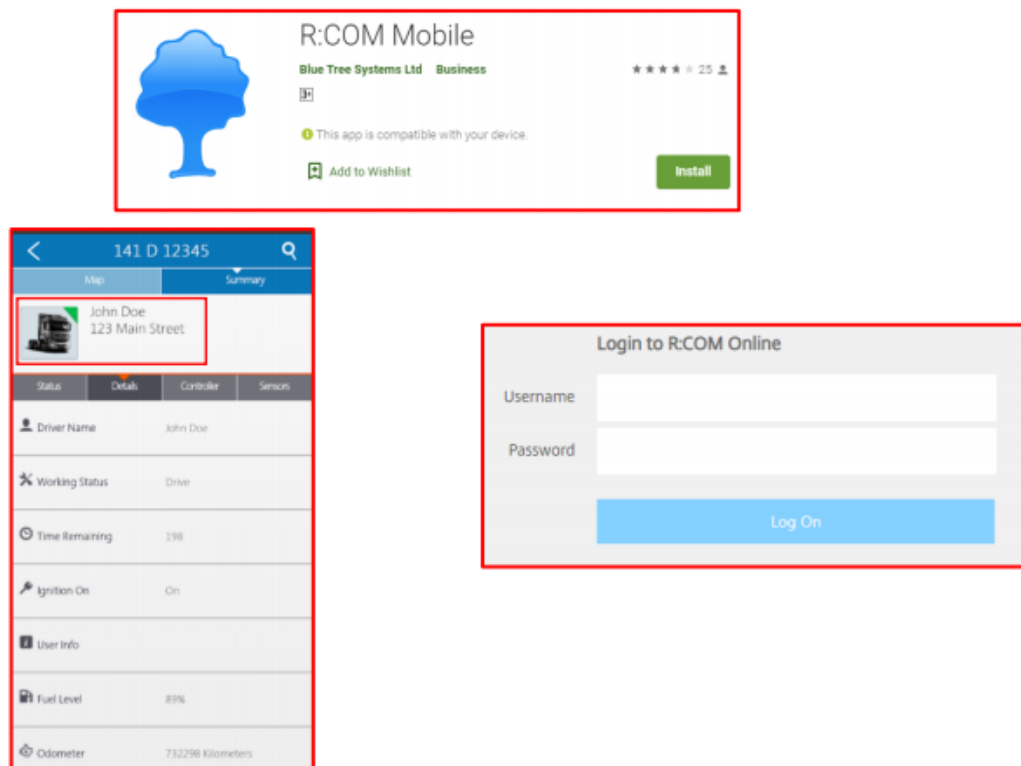 R:COM Mobile
Blue Tree Systems Ltd Business
25
3+
This app is compatible with your device.
Add to Wishlist
Install
141 D 12345
Map Summary
John Doe
123 Main Street
Status Details Controller Sensors
Driver Name John Doe
Working Status Drive
Time Remaining 198
Ignition On On
User Info
Fuel Level 89%
Odometer 732298 Kilometers
Login to R:COM Online
Username
Password
Log On